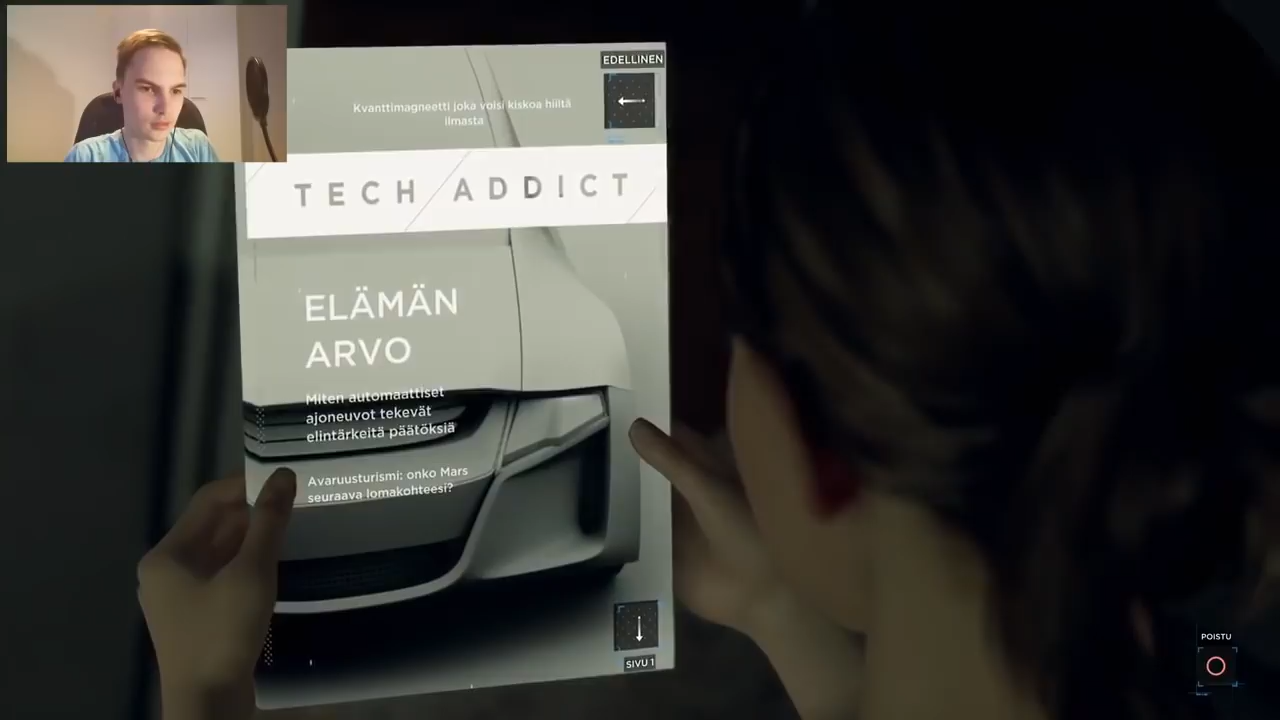 EDELLINEN
Kvanttimagneetti joka voisi kiskoa hiiltä
ilmasta
TECH ADDICT
ELÄMÄN
ARVO
Miten automaattiset
ajoneuvot tekevät
elintärkeitä päätöksiä
Avaruusturismi: onko Mars
seuraava lomakohteesi?
SIVU 1
POISTU